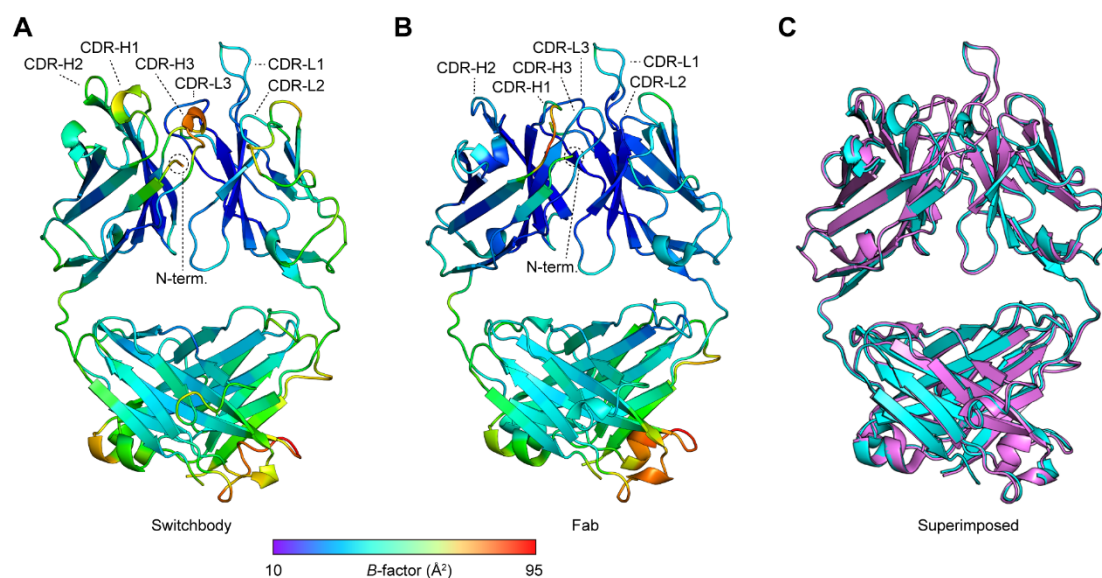 A
B
C
CDR-H2
CDR-H1
CDR-H3
CDR-L3
CDR-L1
CDR-L2
N-term.
CDR-H2
CDR-H1
CDR-H3
CDR-L3
CDR-L1
CDR-L2
N-term.
Switchbody
Fab
Superimposed
10
B-factor (Å²)
95